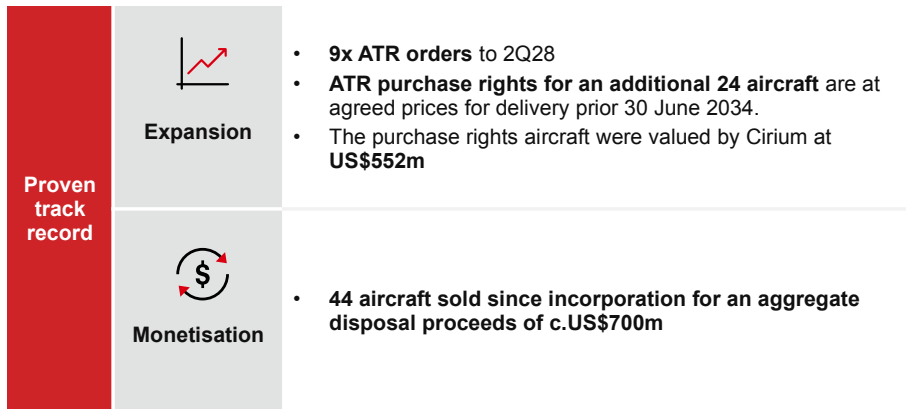 Proven
track
record
Expansion
• 9x ATR orders to 2Q28
• ATR purchase rights for an additional 24 aircraft are at
agreed prices for delivery prior 30 June 2034.
• The purchase rights aircraft were valued by Cirium at
US$552m
$
Monetisation
• 44 aircraft sold since incorporation for an aggregate
disposal proceeds of c.US$700m